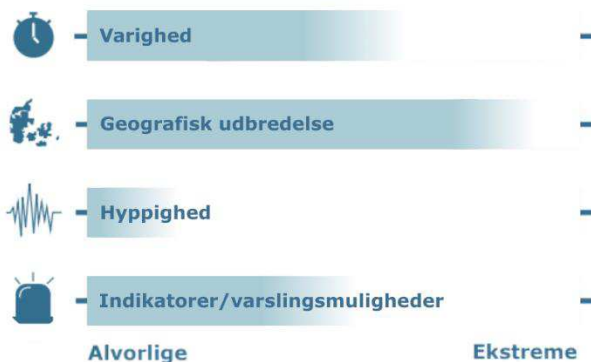 Varighed
Geografisk udbredelse
Hyppighed
Indikatorer/varslingsmuligheder
Alvorlige
Ekstreme